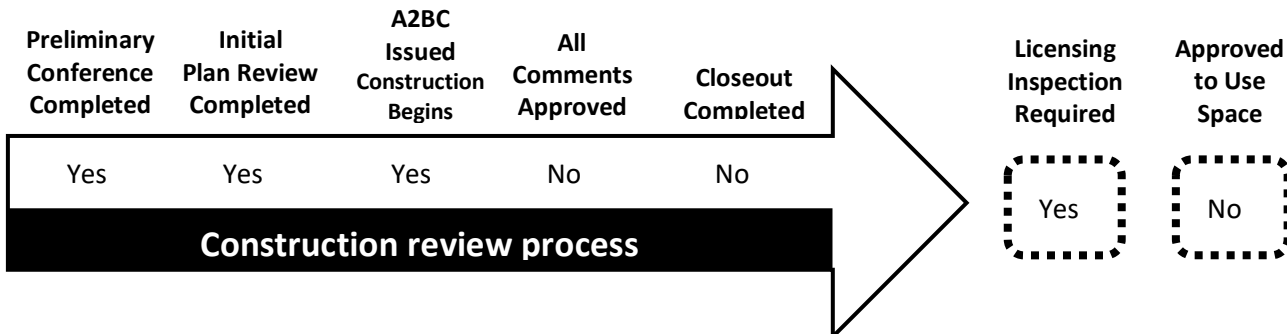 Preliminary
Conference
Completed
Initial
Plan Review
Completed
A2BC
Issued
Construction
Begins
All
Comments
Approved
Closeout
Completed
Licensing
Inspection
Required
Approved
to Use
Space
Yes
Yes
Yes
No
No
Yes
No
Construction review process